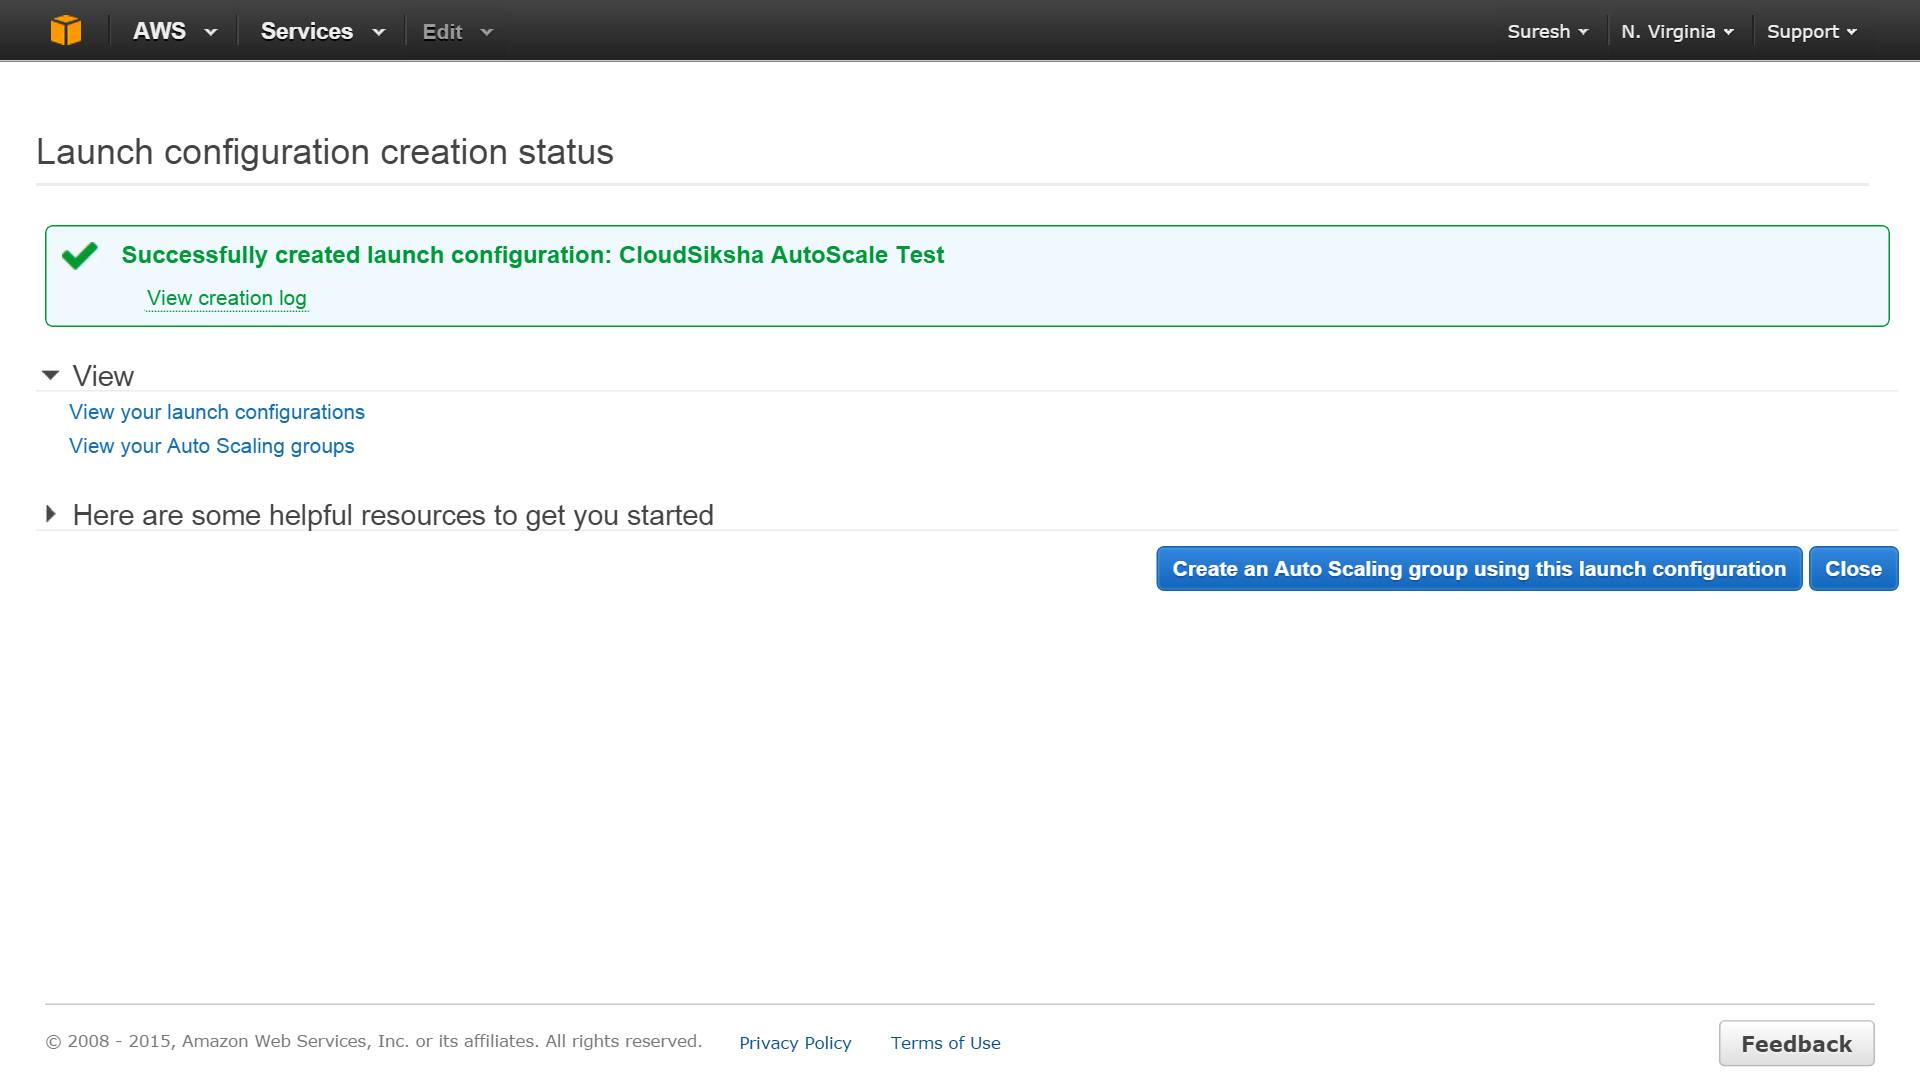 AWS Services Edit Suresh N. Virginia Support
Launch configuration creation status
Successfully created launch configuration: CloudSiksha AutoScale Test
View creation log
View
View your launch configurations
View your Auto Scaling groups
Here are some helpful resources to get you started
Create an Auto Scaling group using this launch configuration Close
© 2008 - 2015, Amazon Web Services, Inc. or its affiliates. All rights reserved. Privacy Policy Terms of Use Feedback